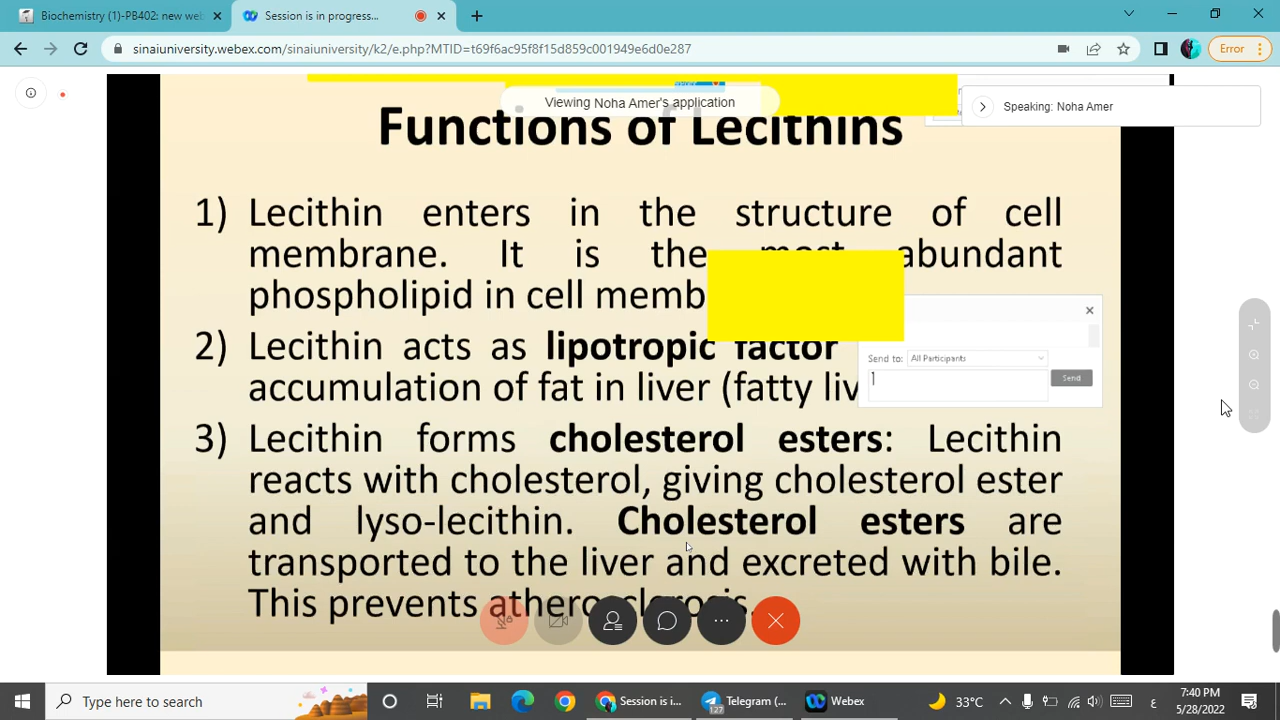 Biochemistry (1)-PB402: new wel
Session is in progress...
sinaiuniversity.webex.com/sinaiuniversity/k2/e.php?MTID=t69f6ac95f8f15d859c001949e6d0e287
Error
Viewing Noha Amer's application
Speaking: Noha Amer
Functions of Lecithins
1) Lecithin enters in the structure of cell
membrane. It is the most abundant
phospholipid in cell memb
2) Lecithin acts as lipotropic factor
accumulation of fat in liver (fatty liv
Send to: All Participants
Send
3) Lecithin forms cholesterol esters: Lecithin
reacts with cholesterol, giving cholesterol ester
and lyso-lecithin. Cholesterol esters are
transported to the liver and excreted with bile.
This prevents atherosclerosis.
Type here to search
Session is i...
Telegram (...
127
Webex
33°C
ع
7:40 PM
5/28/2022